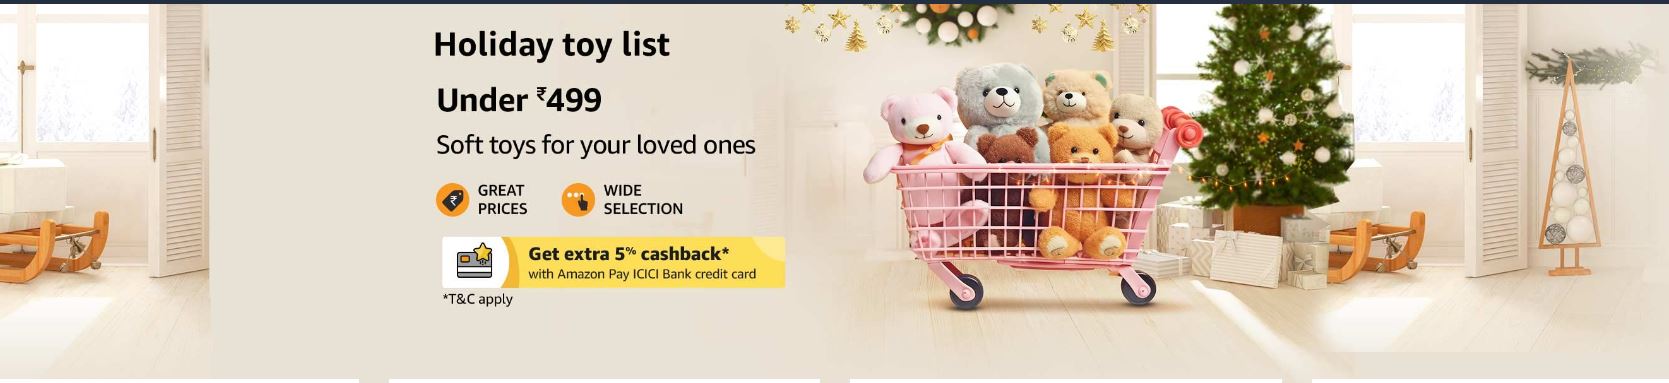 Holiday toy list
Under ₹499
Soft toys for your loved ones
GREAT
PRICES
WIDE
SELECTION
Get extra 5% cashback*
with Amazon Pay ICICI Bank credit card
*T&C apply